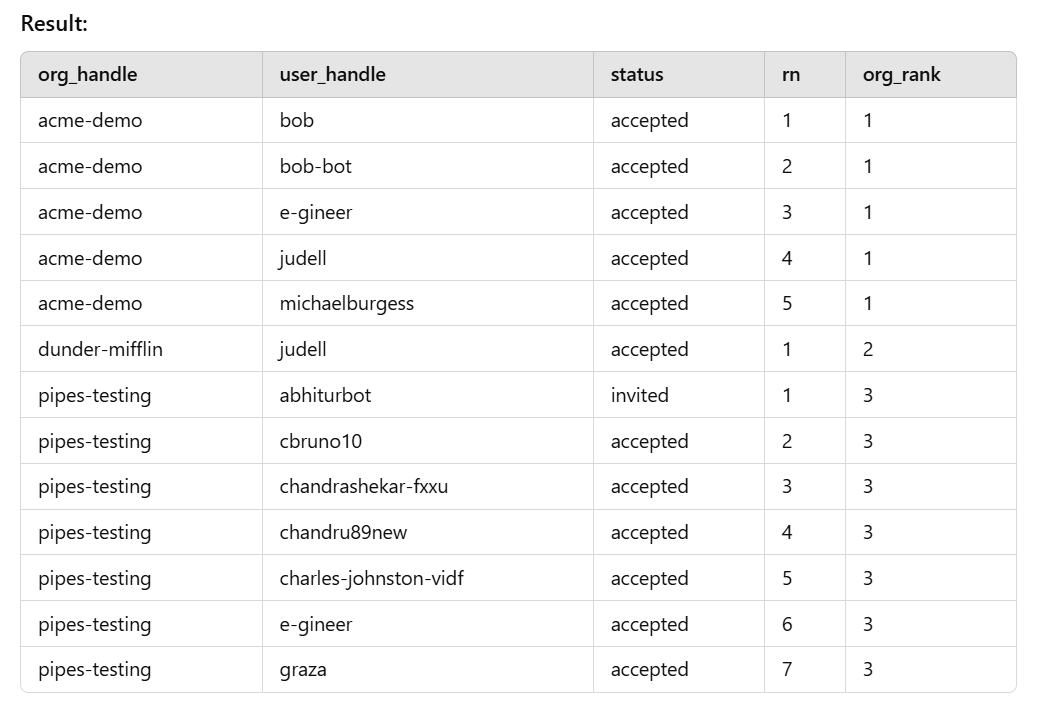 Result:
org_handle user_handle status rn org_rank
acme-demo bob accepted 1 1
acme-demo bob-bot accepted 2 1
acme-demo e-gineer accepted 3 1
acme-demo judell accepted 4 1
acme-demo michaelburgess accepted 5 1
dunder-mifflin judell accepted 1 2
pipes-testing abhiturbot invited 1 3
pipes-testing cbruno10 accepted 2 3
pipes-testing chandrashekar-fxxu accepted 3 3
pipes-testing chandru89new accepted 4 3
pipes-testing charles-johnston-vidf accepted 5 3
pipes-testing e-gineer accepted 6 3
pipes-testing graza accepted 7 3